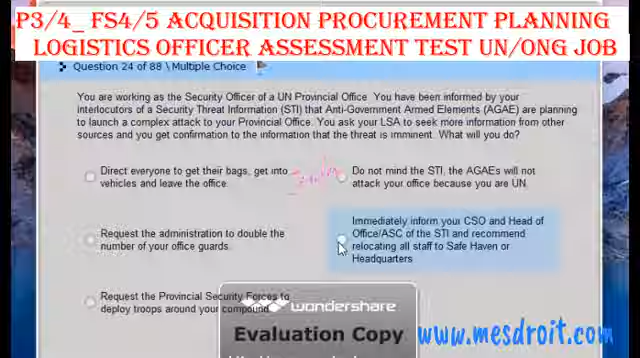 P3/4_ FS4/5 ACQUISITION PROCUREMENT PLANNING
LOGISTICS OFFICER ASSESSMENT TEST UN/ONG JOB
Question 24 of 88 \ Multiple Choice
You are working as the Security Officer of a UN Provincial Office. You have been informed by your
interlocutors of a Security Threat Information (STI) that Anti-Government Armed Elements (AGAE) are planning
to launch a complex attack to your Provincial Office. You ask your LSA to seek more information from other
sources and you get confirmation to the information that the threat is imminent. What will you do?
Direct everyone to get their bags, get into
vehicles and leave the office.
Do not mind the STI, the AGAEs will not
attack your office because you are UN.
Request the administration to double the
number of your office guards.
Immediately inform your CSO and Head of
Office/ASC of the STI and recommend
relocating all staff to Safe Haven or
Headquarters
Request the Provincial Security Forces to
deploy troops around your compound.
wondershare
Evaluation Copy
www.mesdroit.com